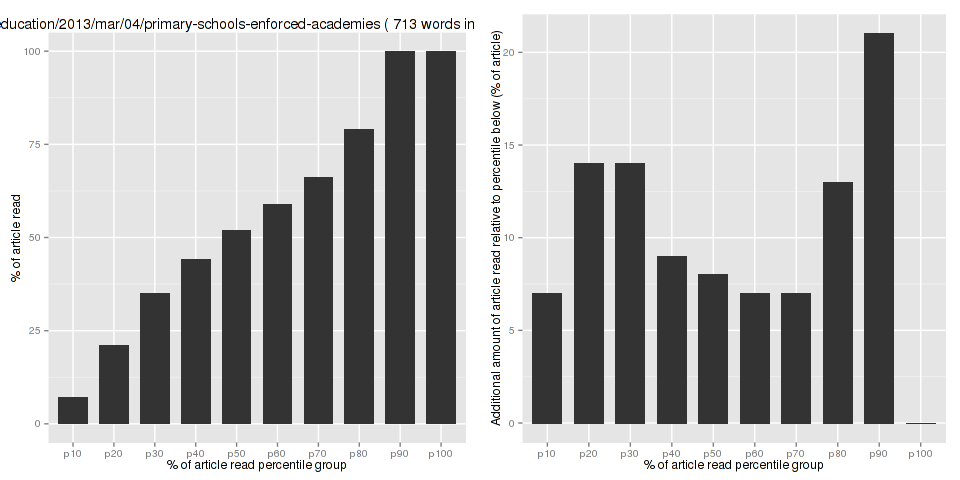 education/2013/mar/04/primary-schools-enforced-academies ( 713 words in
% of article read
100
75
50
25
0
p10 p20 p30 p40 p50 p60 p70 p80 p90 p100
% of article read percentile group
Additional amount of article read relative to percentile below (% of article)
20
15
10
5
0
p10 p20 p30 p40 p50 p60 p70 p80 p90 p100
% of article read percentile group